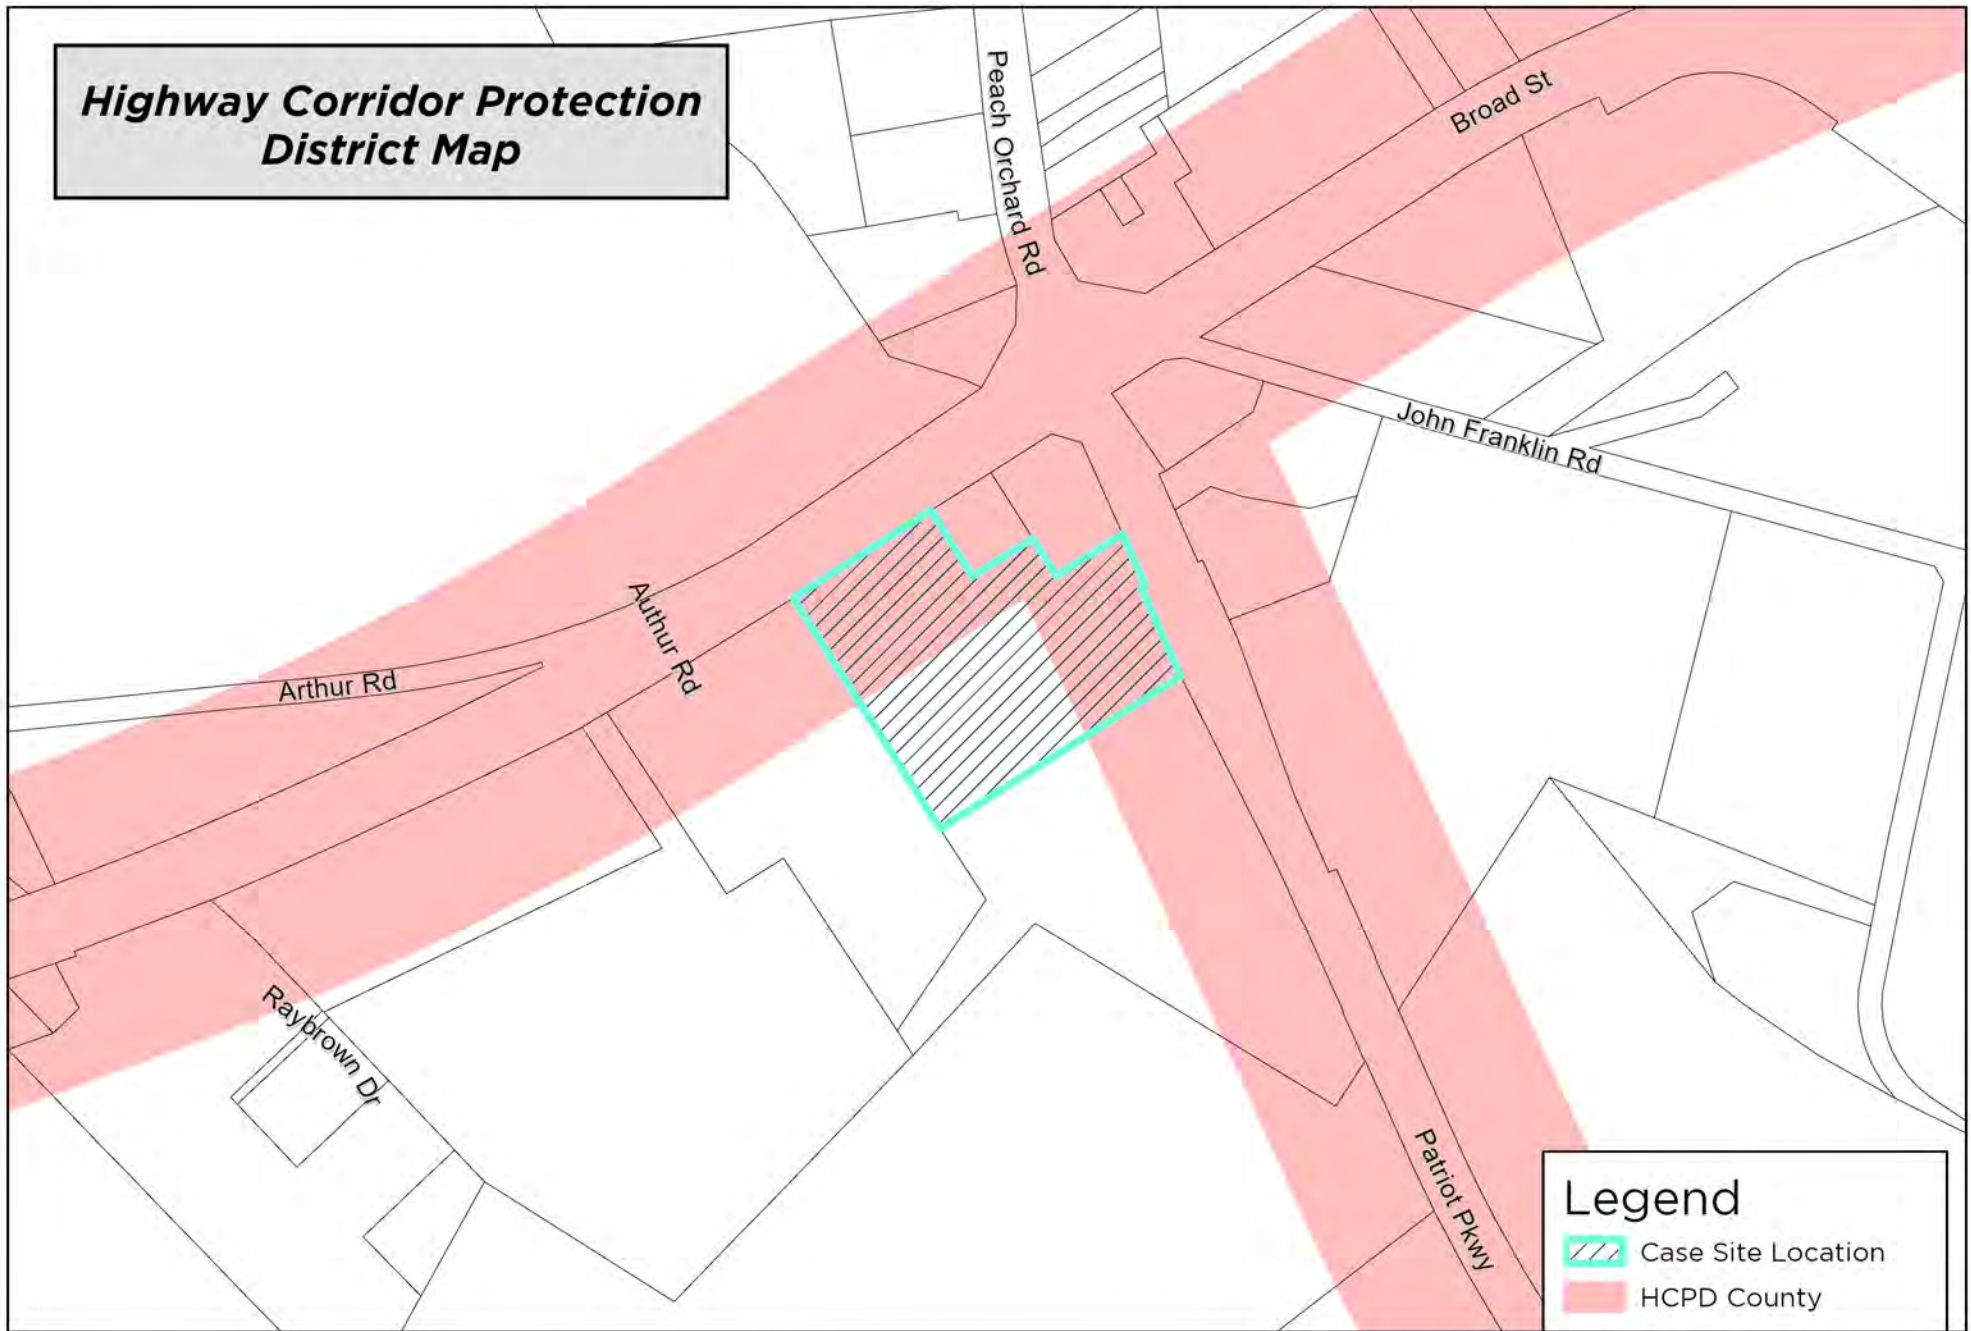 Highway Corridor Protection
District Map
Peach Orchard Rd
Broad St
John Franklin Rd
Authur Rd
Arthur Rd
Raybrown Dr
Patriot Pkwy
Legend
Case Site Location
HCPD County